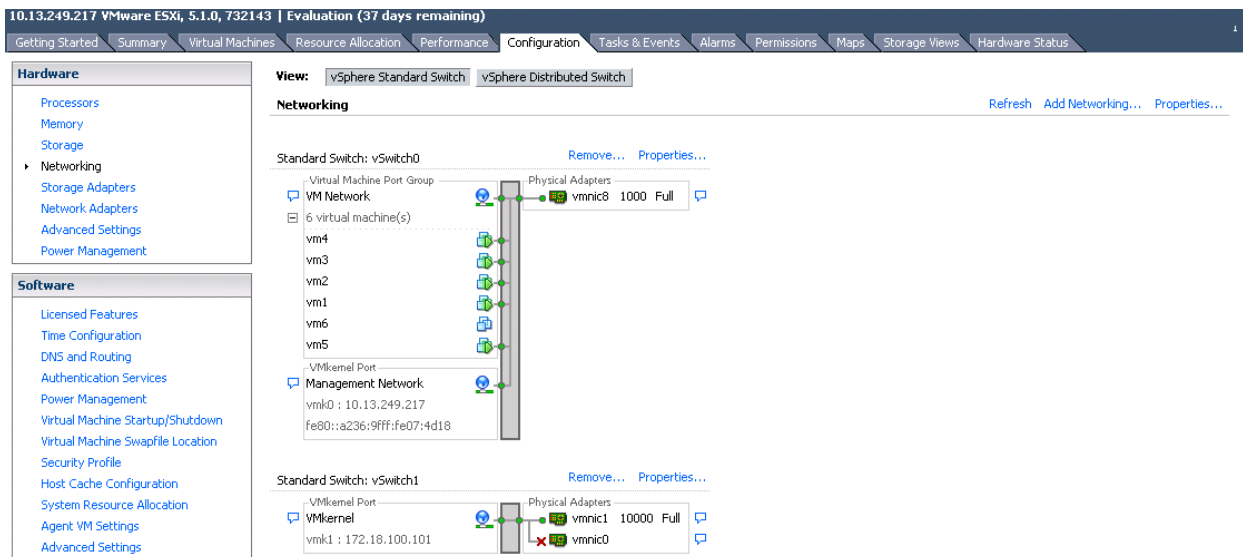 10.13.249.217 VMware ESXi, 5.1.0, 732143 | Evaluation (37 days remaining)
Getting Started Summary Virtual Machines Resource Allocation Performance Configuration Tasks & Events Alarms Permissions Maps Storage Views Hardware Status
Hardware
Processors
Memory
Storage
Networking
Storage Adapters
Network Adapters
Advanced Settings
Power Management
Software
Licensed Features
Time Configuration
DNS and Routing
Authentication Services
Power Management
Virtual Machine Startup/Shutdown
Virtual Machine Swapfile Location
Security Profile
Host Cache Configuration
System Resource Allocation
Agent VM Settings
Advanced Settings
View: vSphere Standard Switch vSphere Distributed Switch
Networking Refresh Add Networking... Properties...
Standard Switch: vSwitch0 Remove... Properties...
Virtual Machine Port Group Physical Adapters
VM Network vmnic8 1000 Full
6 virtual machine(s)
vm4
vm3
vm2
vm1
vm6
vm5
VMkernel Port
Management Network
vmk0 : 10.13.249.217
fe80::a236:9fff:fe07:4d18
Standard Switch: vSwitch1 Remove... Properties...
VMkernel Port Physical Adapters
VMkernel vmnic1 10000 Full
vmk1 : 172.18.100.101 vmnic0